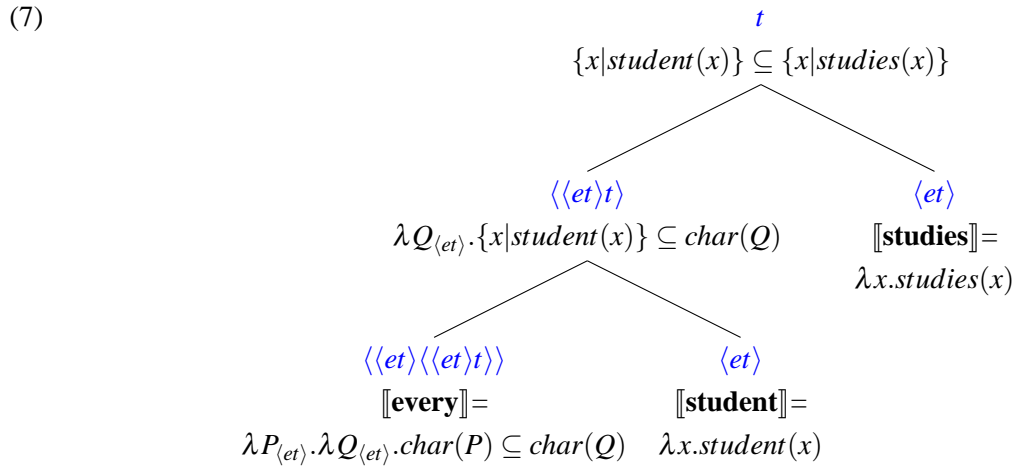 (7)
t
{x|student(x)} ⊆ {x|studies(x)}
⟨⟨et⟩t⟩ ⟨et⟩
λQ⟨et⟩.{x|student(x)} ⊆ char(Q) ⟦studies⟧=
λx.studies(x)
⟨⟨et⟩⟨⟨et⟩t⟩⟩ ⟨et⟩
⟦every⟧= ⟦student⟧=
λP⟨et⟩.λQ⟨et⟩.char(P) ⊆ char(Q) λx.student(x)